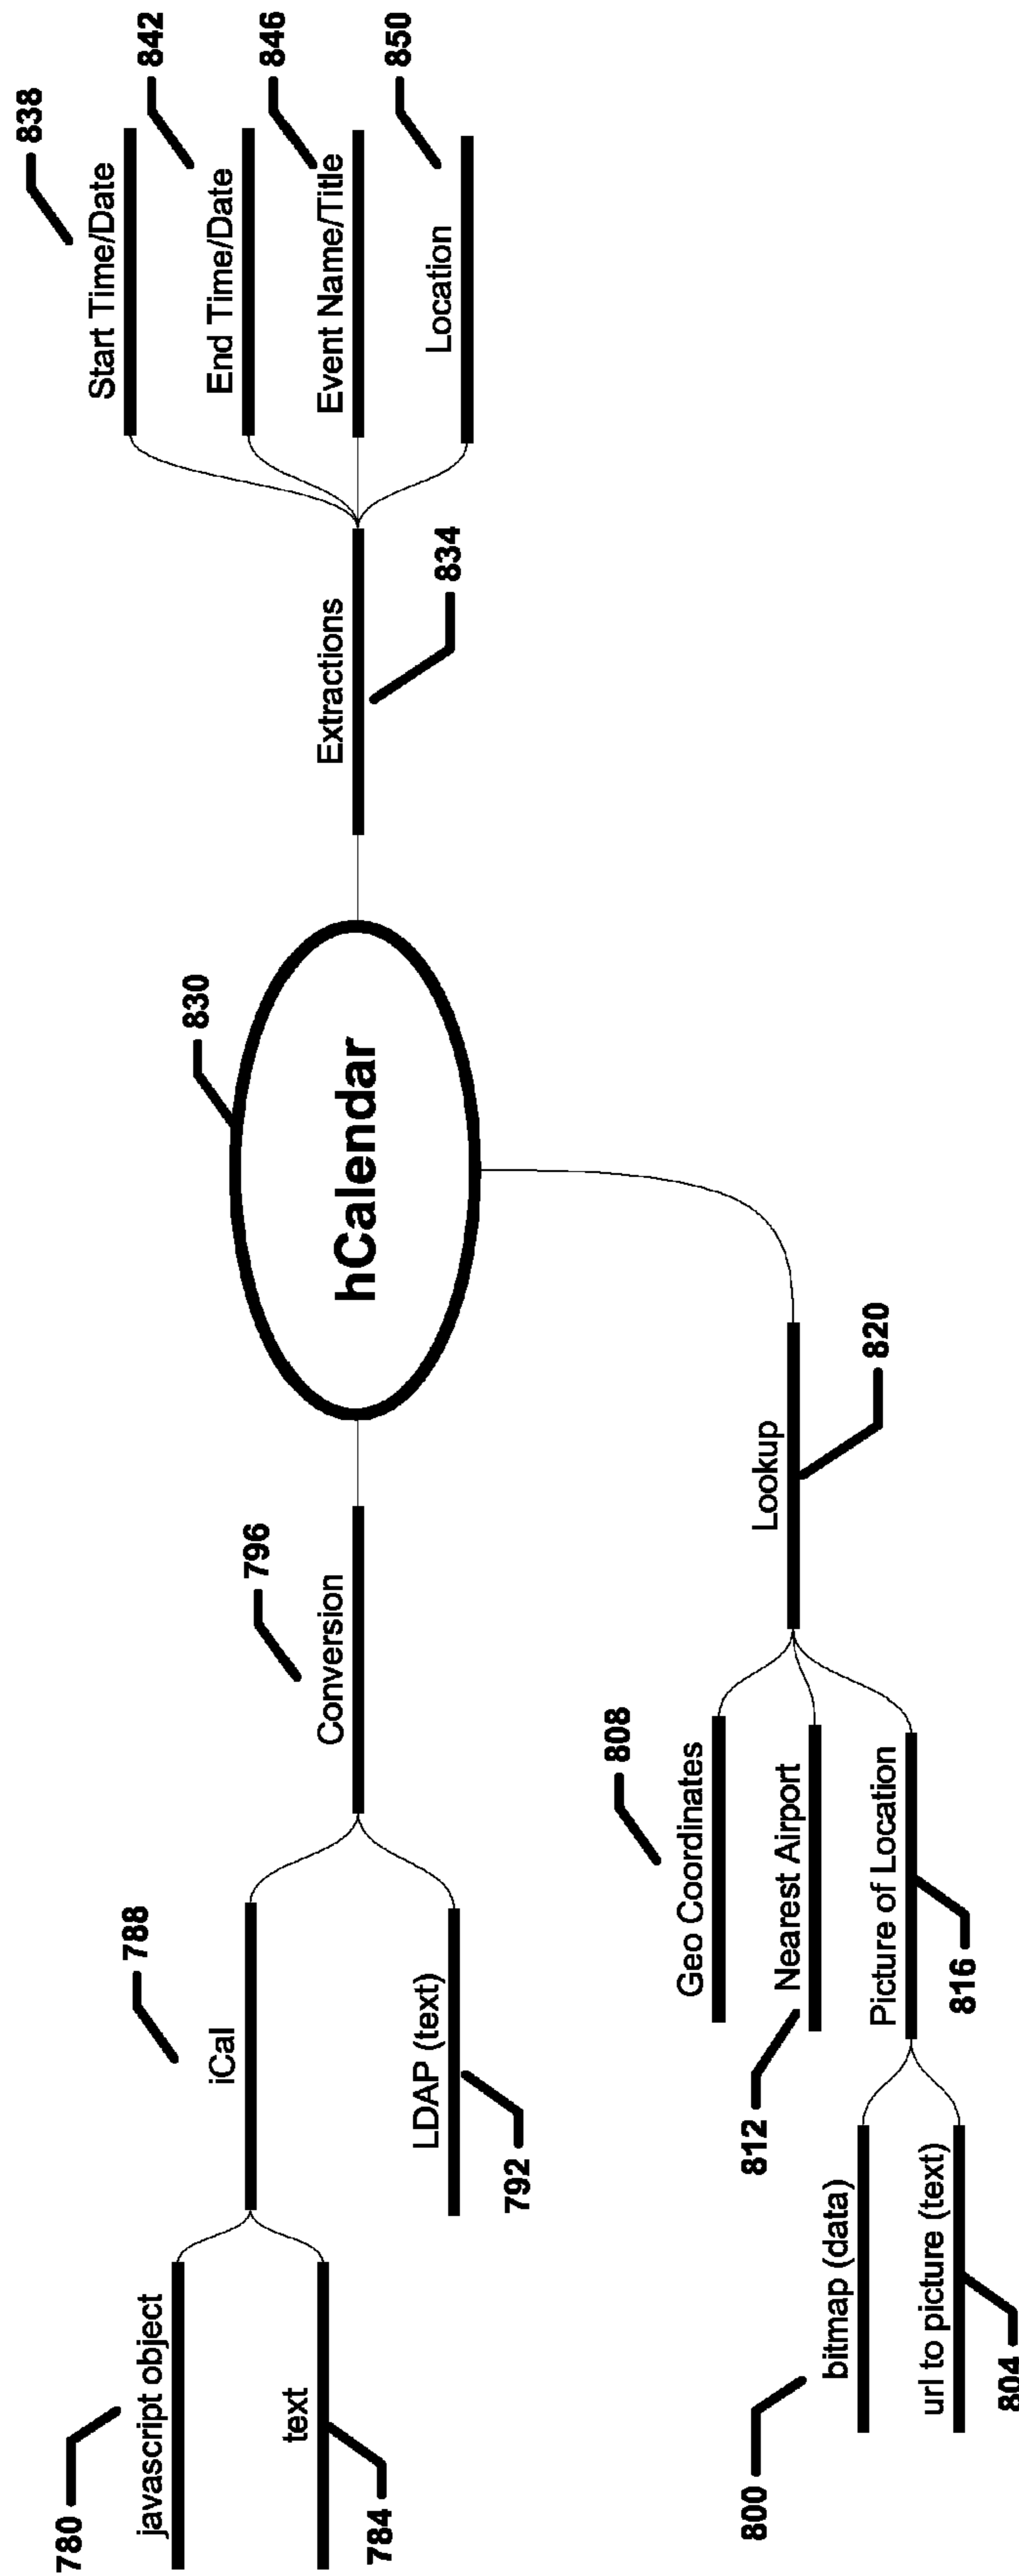 780
javascript object
784
text
788
iCal
792
LDAP (text)
796
Conversion
830
hCalendar
Extractions
834
838
Start Time/Date
842
End Time/Date
846
Event Name/Title
850
Location
800
bitmap (data)
url to picture (text)
804
808
Geo Coordinates
812
Nearest Airport
Picture of Location
816
Lookup
820